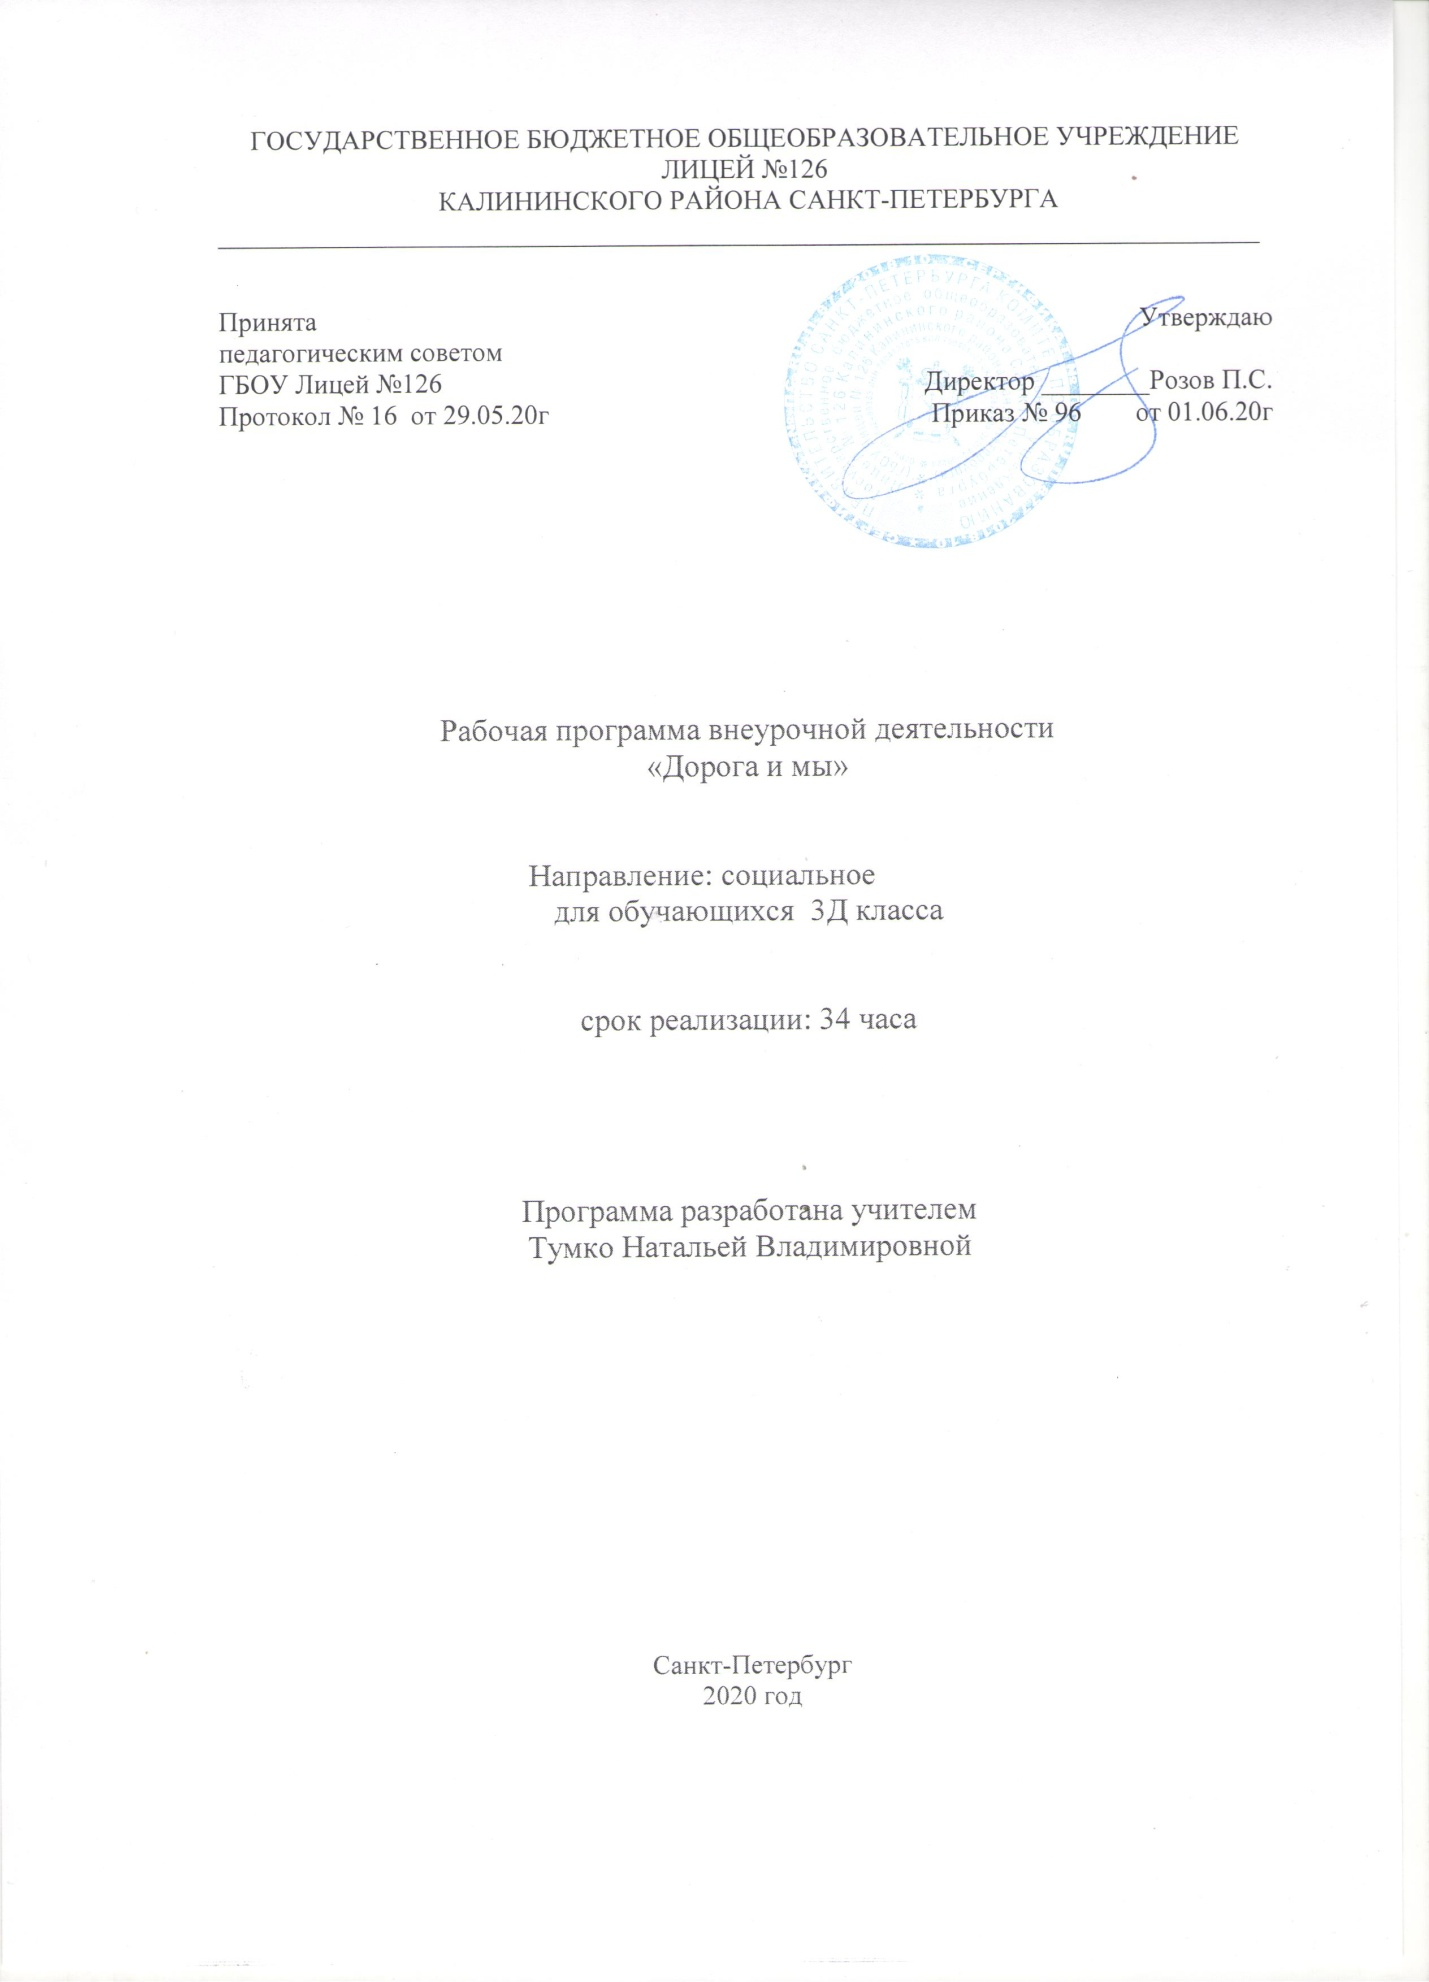 ГОСУДАРСТВЕННОЕ БЮДЖЕТНОЕ ОБЩЕОБРАЗОВАТЕЛЬНОЕ УЧРЕЖДЕНИЕ
ЛИЦЕЙ №126
КАЛИНИНСКОГО РАЙОНА САНКТ-ПЕТЕРБУРГА
Принята
педагогическим советом
ГБОУ Лицей №126
Протокол № 16 от 29.05.20г
Утверждаю
Директор ________ Розов П.С.
Приказ № 96 от 01.06.20г
Рабочая программа внеурочной деятельности
«Дорога и мы»
Направление: социальное
для обучающихся 3Д класса
срок реализации: 34 часа
Программа разработана учителем
Тумко Натальей Владимировной
Санкт-Петербург
2020 год